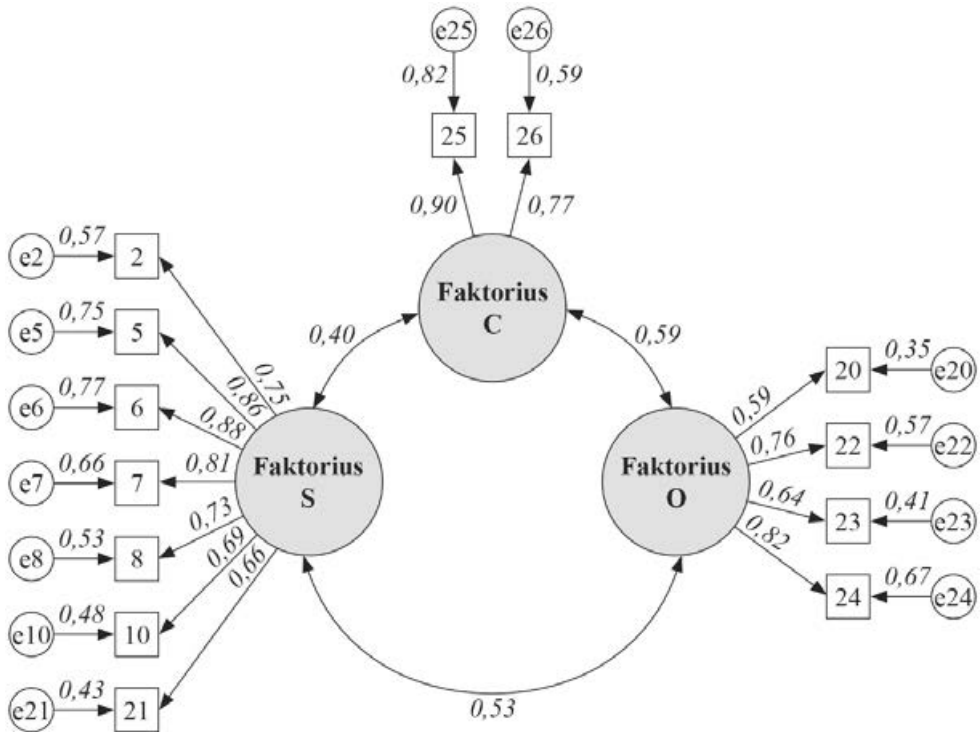 e25
e26
0,82
0,59
25
26
0,90
0,77
Faktorius
C
0,40
0,59
e2
0,57
2
0,75
e5
0,75
5
0,86
e6
0,77
6
0,88
e7
0,66
7
0,81
e8
0,53
8
0,73
e10
0,48
10
0,69
e21
0,43
21
0,66
Faktorius
S
Faktorius
O
0,59
20
0,35
e20
0,76
22
0,57
e22
0,64
23
0,41
e23
0,82
24
0,67
e24
0,53